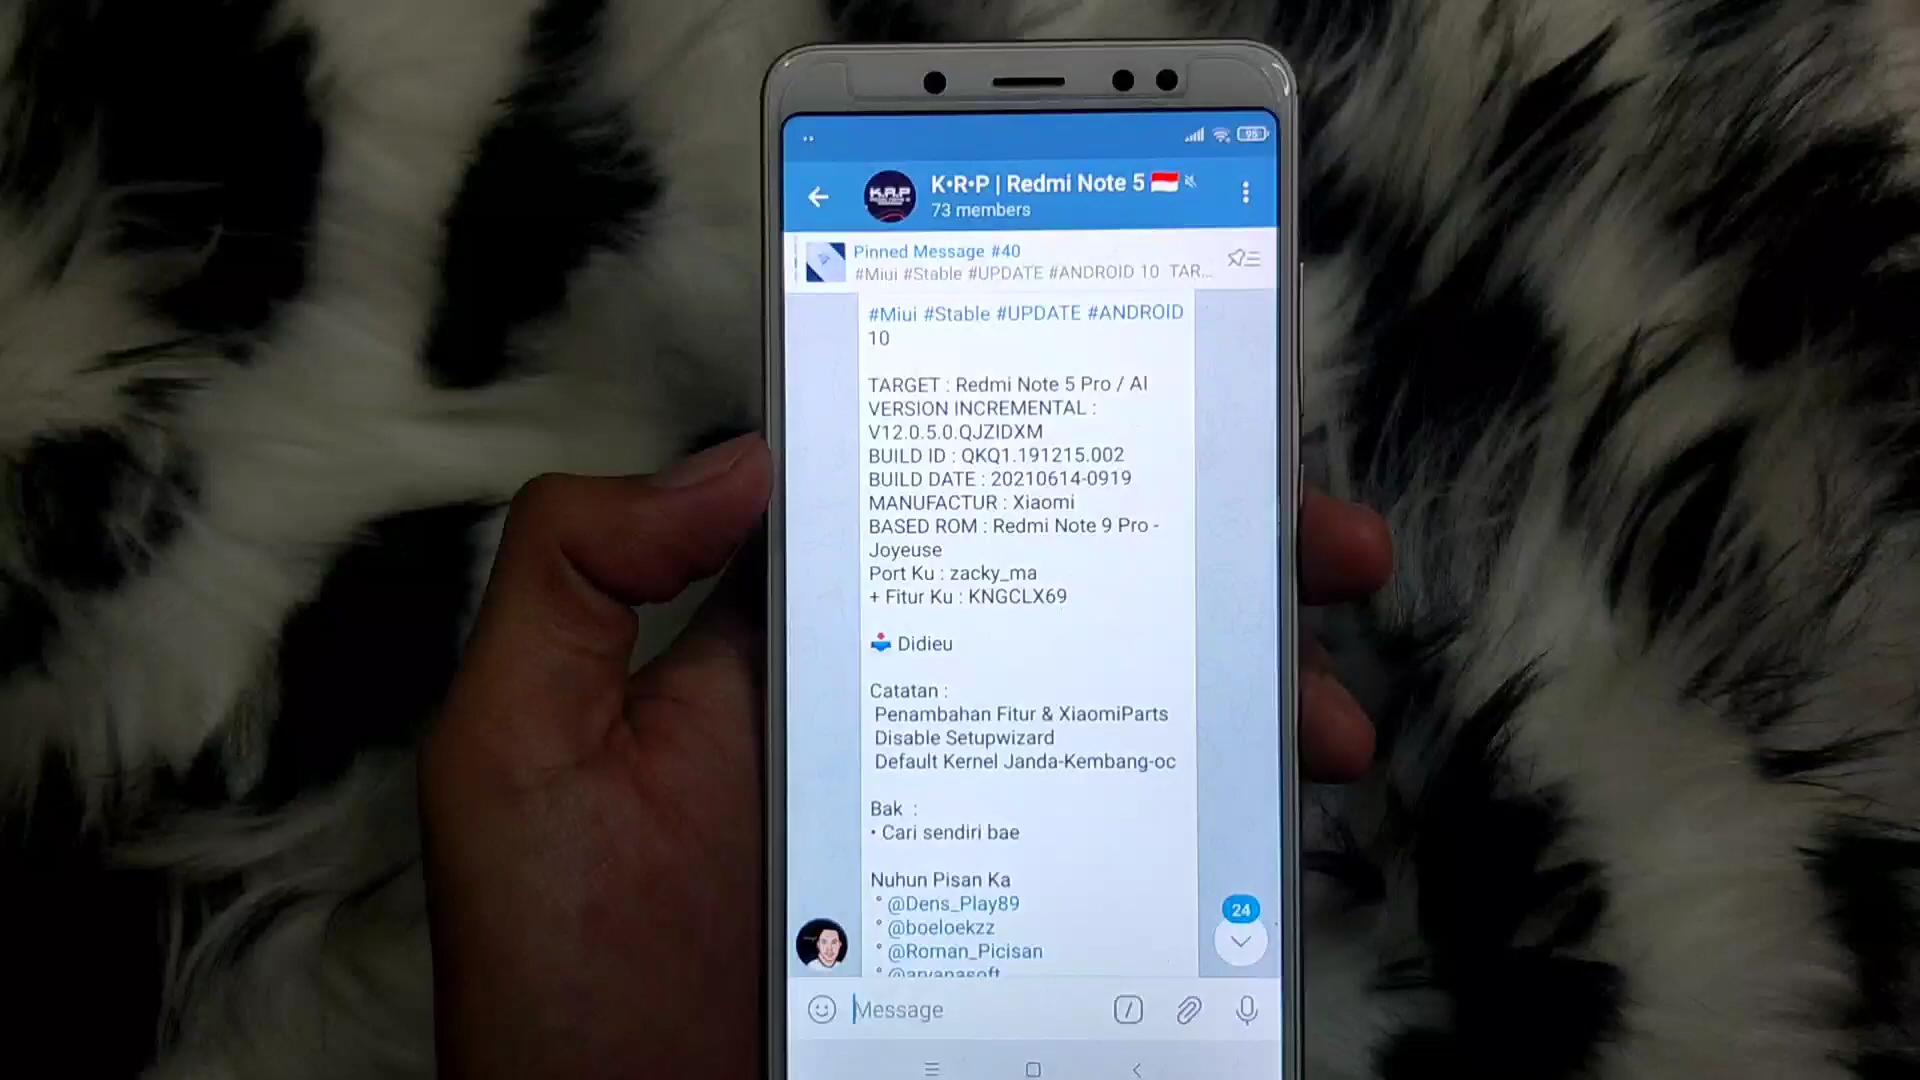 95
K•R•P | Redmi Note 5 🇮🇩
K.R.P
73 members
Pinned Message #40
#Miui #Stable #UPDATE #ANDROID 10 TAR...
#Miui #Stable #UPDATE #ANDROID
10
TARGET : Redmi Note 5 Pro / AI
VERSION INCREMENTAL :
V12.0.5.0.QJZIDXM
BUILD ID : QKQ1.191215.002
BUILD DATE : 20210614-0919
MANUFACTUR : Xiaomi
BASED ROM : Redmi Note 9 Pro -
Joyeuse
Port Ku : zacky_ma
+ Fitur Ku : KNGCLX69
📥 Didieu
Catatan :
Penambahan Fitur & XiaomiParts
Disable Setupwizard
Default Kernel Janda-Kembang-oc
Bak :
• Cari sendiri bae
Nuhun Pisan Ka
° @Dens_Play89
° @boeloekzz
° @Roman_Picisan
° @aryanasoft
24
Message